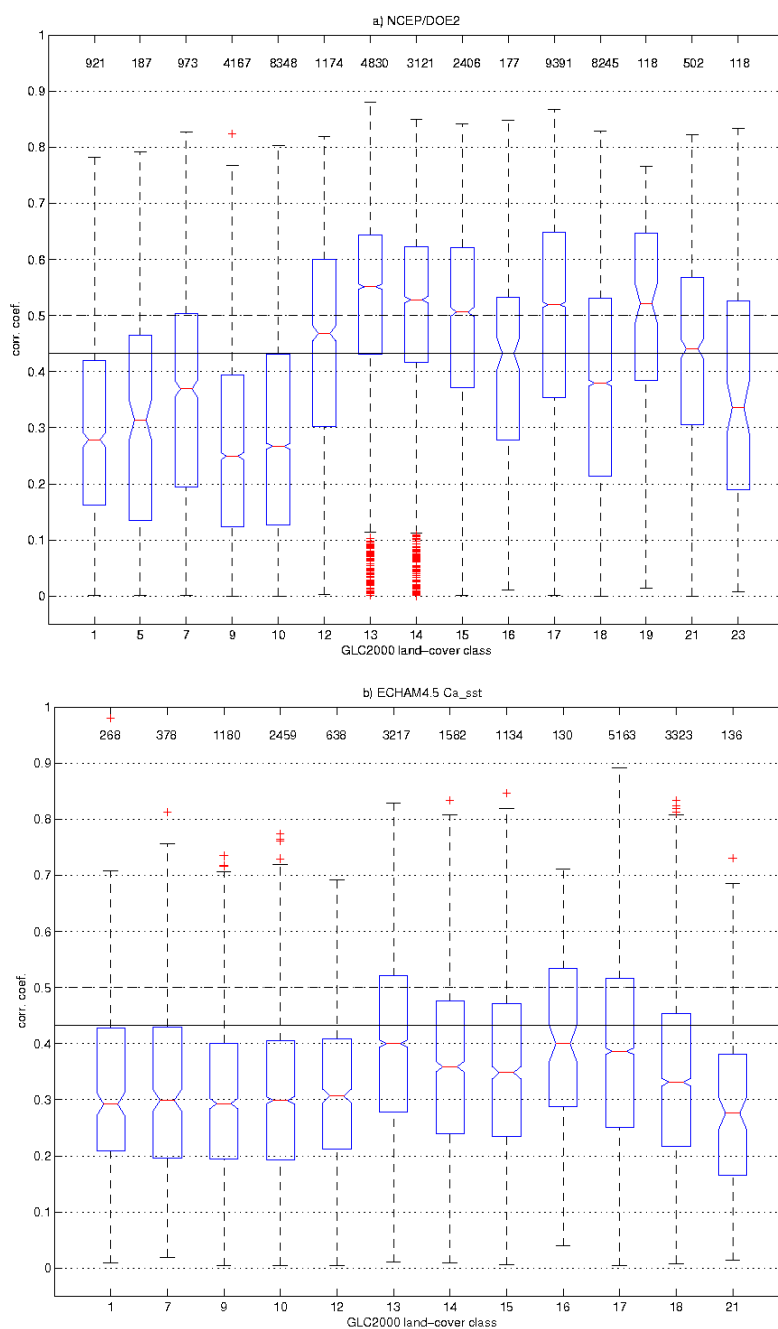 a) NCEP/DOE2
1
921 187 973 4167 8348 1174 4830 3121 2406 177 9391 8245 118 502 118
0.9
0.8
0.7
0.6
0.5
corr. coef.
0.4
0.3
0.2
0.1
0
1 5 7 9 10 12 13 14 15 16 17 18 19 21 23
GLC2000 land-cover class
b) ECHAM4.5 Ca_sst
1
268 378 1180 2459 638 3217 1582 1134 130 5163 3323 136
0.9
0.8
0.7
0.6
0.5
corr. coef.
0.4
0.3
0.2
0.1
0
1 7 9 10 12 13 14 15 16 17 18 21
GLC2000 land-cover class